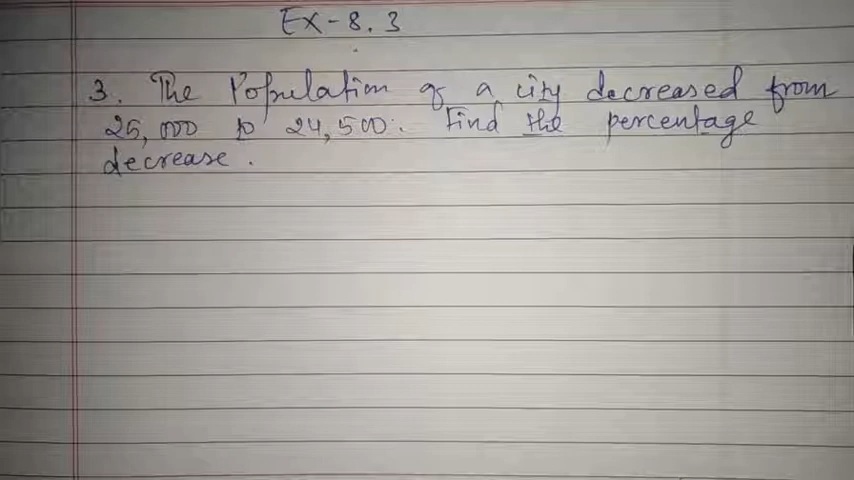 Ex-8.3
3. The Population of a city decreased from
25,000 to 24,500. Find the percentage
decrease.